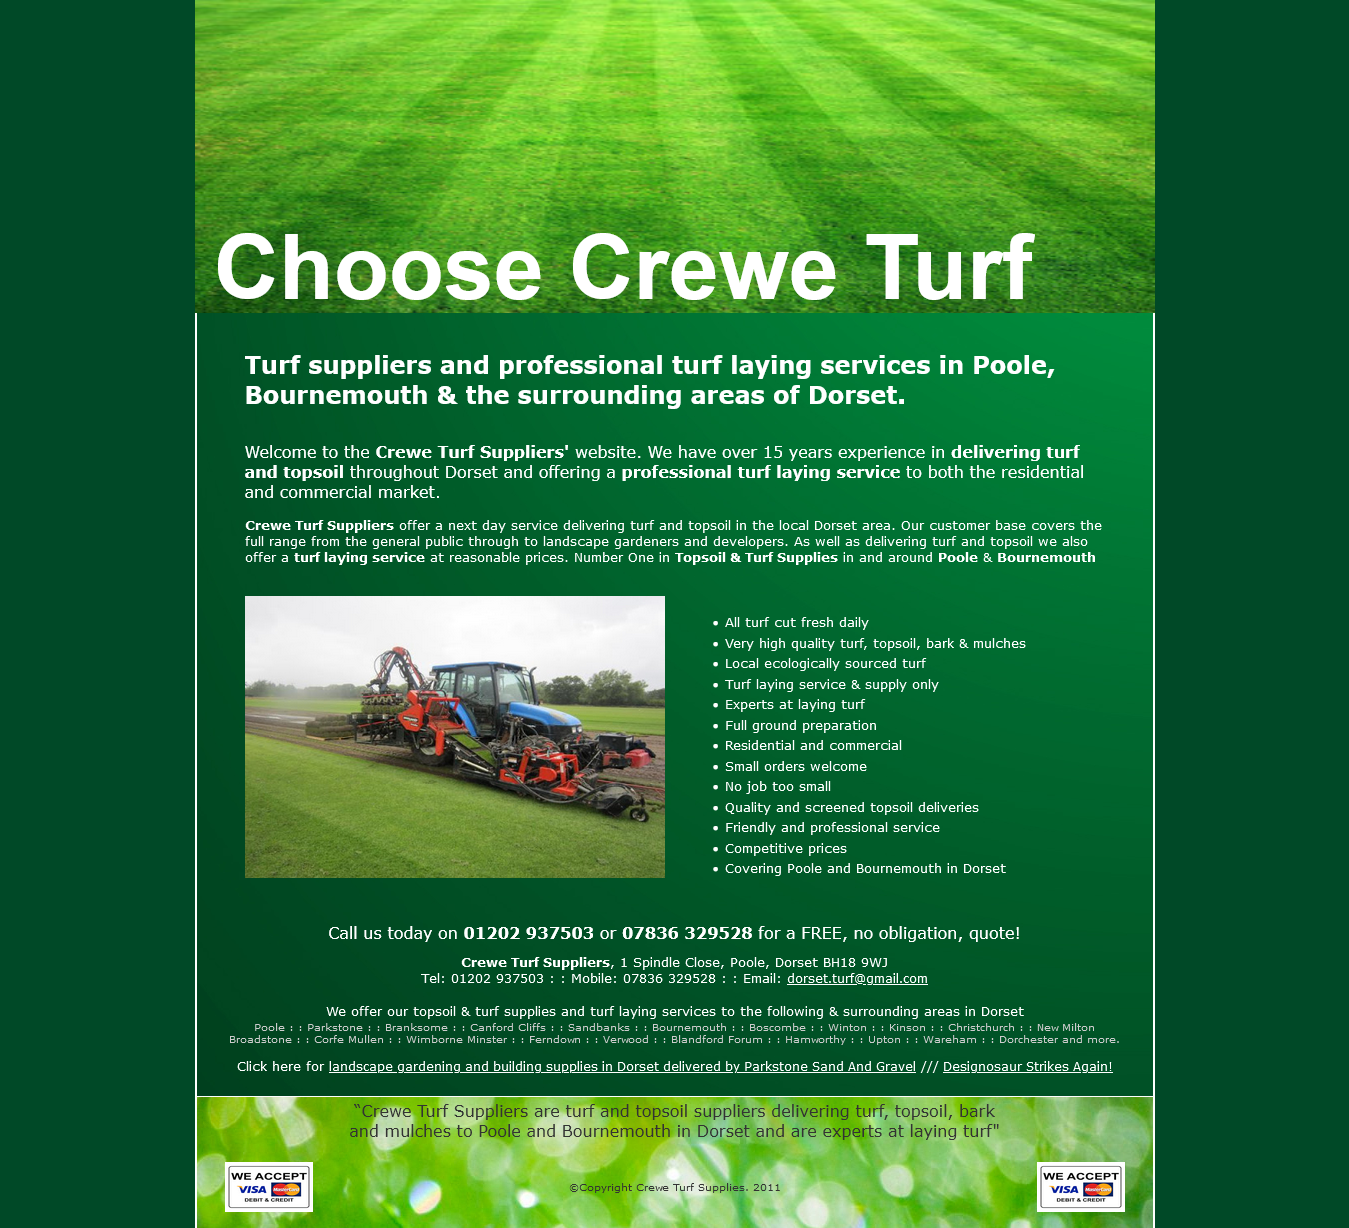 Choose Crewe Turf
Turf suppliers and professional turf laying services in Poole,
Bournemouth & the surrounding areas of Dorset.
Welcome to the Crewe Turf Suppliers' website. We have over 15 years experience in delivering turf
and topsoil throughout Dorset and offering a professional turf laying service to both the residential
and commercial market.
Crewe Turf Suppliers offer a next day service delivering turf and topsoil in the local Dorset area. Our customer base covers the
full range from the general public through to landscape gardeners and developers. As well as delivering turf and topsoil we also
offer a turf laying service at reasonable prices. Number One in Topsoil & Turf Supplies in and around Poole & Bournemouth
• All turf cut fresh daily
• Very high quality turf, topsoil, bark & mulches
• Local ecologically sourced turf
• Turf laying service & supply only
• Experts at laying turf
• Full ground preparation
• Residential and commercial
• Small orders welcome
• No job too small
• Quality and screened topsoil deliveries
• Friendly and professional service
• Competitive prices
• Covering Poole and Bournemouth in Dorset
Call us today on 01202 937503 or 07836 329528 for a FREE, no obligation, quote!
Crewe Turf Suppliers, 1 Spindle Close, Poole, Dorset BH18 9WJ
Tel: 01202 937503 : : Mobile: 07836 329528 : : Email: dorset.turf@gmail.com
We offer our topsoil & turf supplies and turf laying services to the following & surrounding areas in Dorset
Poole : : Parkstone : : Branksome : : Canford Cliffs : : Sandbanks : : Bournemouth : : Boscombe : : Winton : : Kinson : : Christchurch : : New Milton
Broadstone : : Corfe Mullen : : Wimborne Minster : : Ferndown : : Verwood : : Blandford Forum : : Hamworthy : : Upton : : Wareham : : Dorchester and more.
Click here for landscape gardening and building supplies in Dorset delivered by Parkstone Sand And Gravel /// Designosaur Strikes Again!
“Crewe Turf Suppliers are turf and topsoil suppliers delivering turf, topsoil, bark
and mulches to Poole and Bournemouth in Dorset and are experts at laying turf"
WE ACCEPT
VISA MasterCard
DEBIT & CREDIT
©Copyright Crewe Turf Supplies. 2011
WE ACCEPT
VISA MasterCard
DEBIT & CREDIT